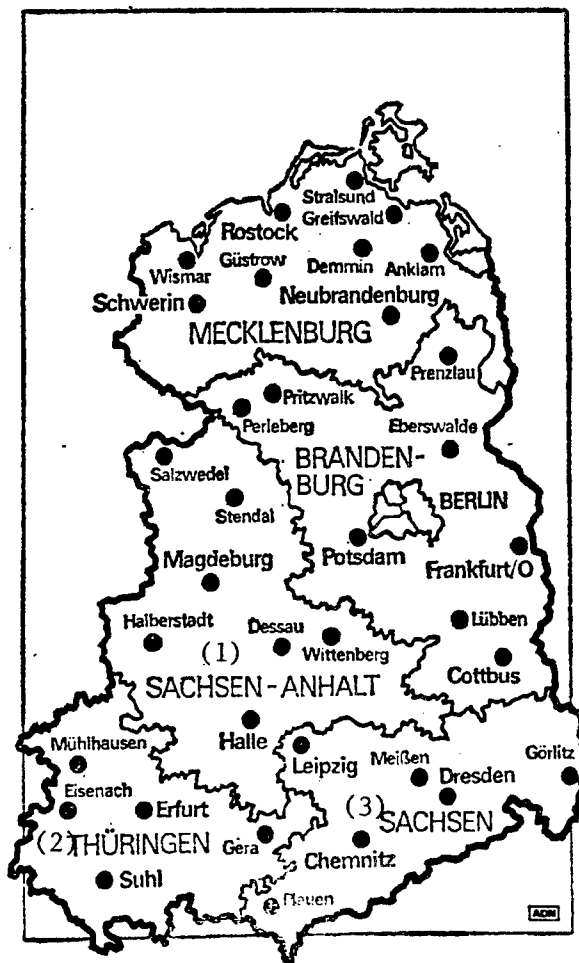 Stralsund
Greifswald
Rostock
Güstrow
Demmin
Anklam
Wismar
Schwerin
Neubrandenburg
MECKLENBURG
Prenzlau
Pritzwalk
Perleberg
Eberswalde
Salzwedel
BRANDEN-
BURG
BERLIN
Stendal
Potsdam
Frankfurt/O
Magdeburg
Halberstadt
Dessau
Lübben
(1)
Wittenberg
Cottbus
SACHSEN-ANHALT
Halle
Mühlhausen
Leipzig
Meißen
Görlitz
Dresden
Eisenach
Erfurt
(3)
SACHSEN
(2)
THÜRINGEN
Gera
Chemnitz
Suhl
Plauen
ADN